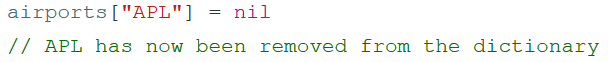 airports["APL"] = nil
// APL has now been removed from the dictionary